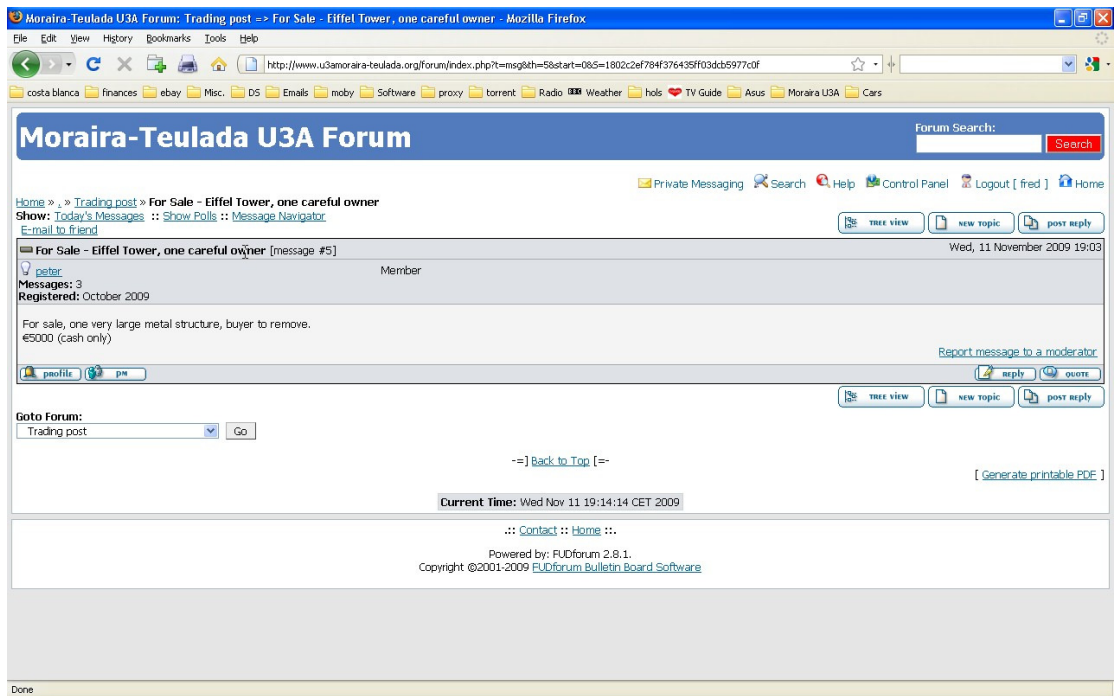 Moraira-Teulada U3A Forum: Trading post => For Sale - Eiffel Tower, one careful owner - Mozilla Firefox
File Edit View History Bookmarks Tools Help
http://www.u3amoraira-teulada.org/forum/index.php?t=msg&th=5&start=0&S=1802c2ef784f376435ff03dcb5977c0f
costa blanca finances ebay Misc. DS Emails moby Software proxy torrent Radio BBB Weather hols TV Guide Asus Moraira U3A Cars
Moraira-Teulada U3A Forum
Forum Search:
Search
Private Messaging Search Help Control Panel Logout [ fred ] Home
Home » . » Trading post » For Sale - Eiffel Tower, one careful owner
Show: Today's Messages :: Show Polls :: Message Navigator
E-mail to friend
TREE VIEW NEW TOPIC POST REPLY
For Sale - Eiffel Tower, one careful owner [message #5] Wed, 11 November 2009 19:03
peter Member
Messages: 3
Registered: October 2009
For sale, one very large metal structure, buyer to remove.
€5000 (cash only)
Report message to a moderator
PROFILE PM REPLY QUOTE
TREE VIEW NEW TOPIC POST REPLY
Goto Forum:
Trading post Go
-=] Back to Top [=-
[ Generate printable PDF ]
Current Time: Wed Nov 11 19:14:14 CET 2009
.:: Contact :: Home ::.
Powered by: FUDforum 2.8.1.
Copyright ©2001-2009 FUDforum Bulletin Board Software
Done